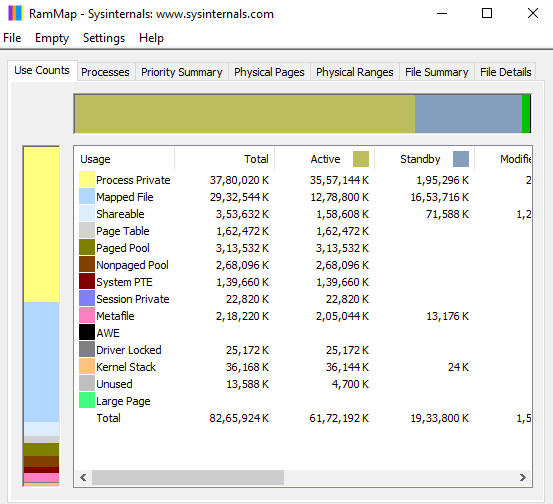 RamMap - Sysinternals: www.sysinternals.com
File Empty Settings Help
Use Counts Processes Priority Summary Physical Pages Physical Ranges File Summary File Details
Usage Total Active Standby Modifie
Process Private 37,80,020 K 35,57,144 K 1,95,296 K 2
Mapped File 29,32,544 K 12,78,800 K 16,53,716 K
Shareable 3,53,632 K 1,58,608 K 71,588 K 1,2
Page Table 1,62,472 K 1,62,472 K
Paged Pool 3,13,532 K 3,13,532 K
Nonpaged Pool 2,68,096 K 2,68,096 K
System PTE 1,39,660 K 1,39,660 K
Session Private 22,820 K 22,820 K
Metafile 2,18,220 K 2,05,044 K 13,176 K
AWE
Driver Locked 25,172 K 25,172 K
Kernel Stack 36,168 K 36,144 K 24 K
Unused 13,588 K 4,700 K
Large Page
Total 82,65,924 K 61,72,192 K 19,33,800 K 1,5